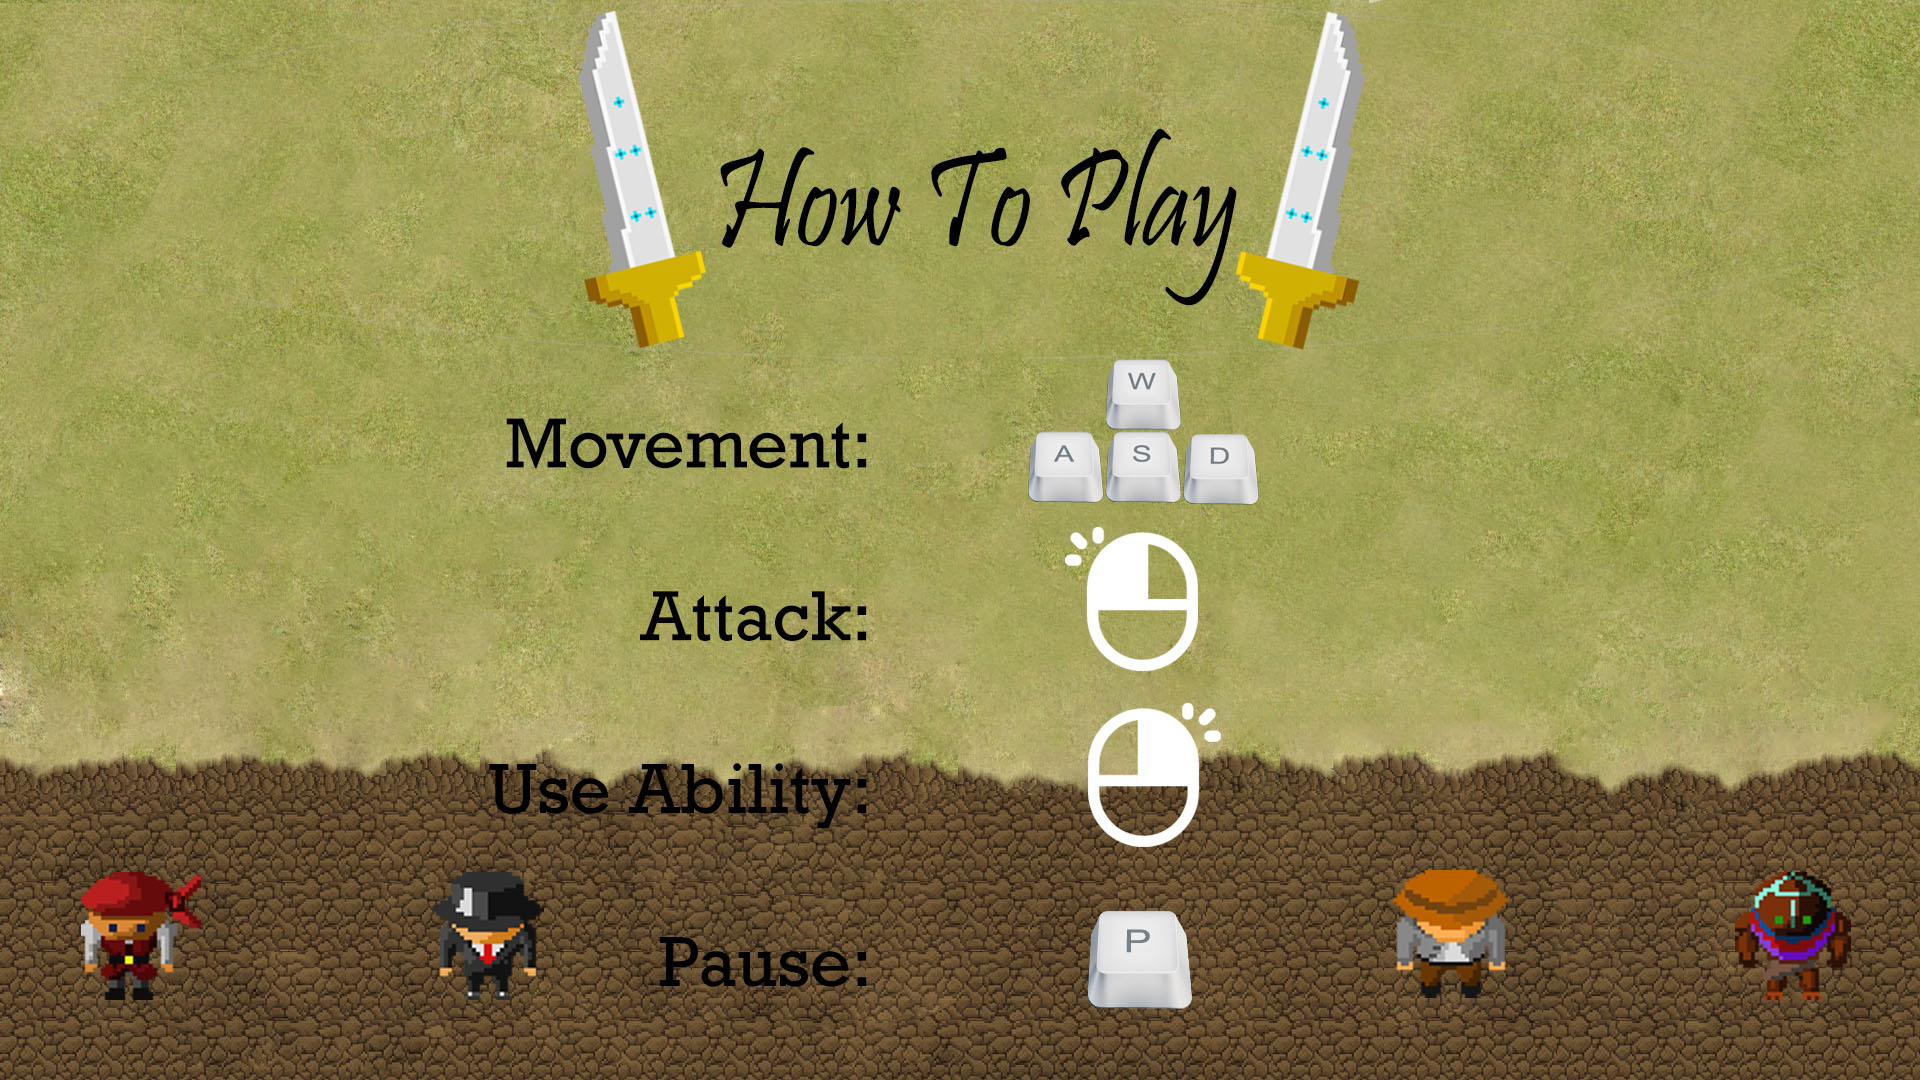 How To Play
W
Movement:
A S D
Attack:
Use Ability:
Pause:
P